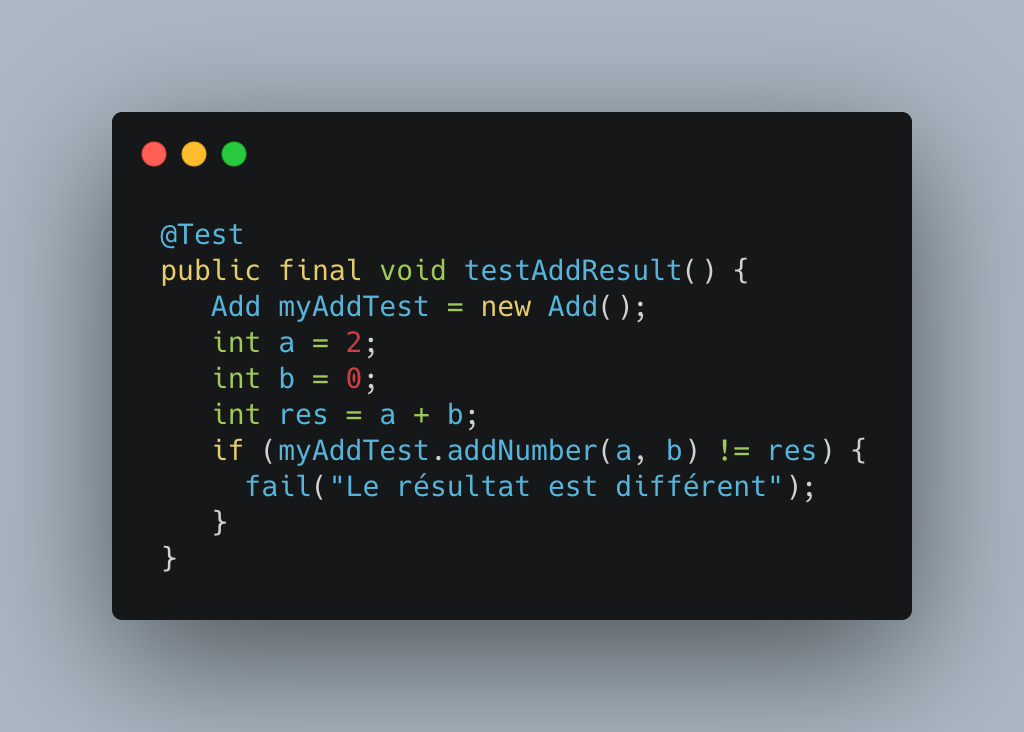 @Test
public final void testAddResult() {
   Add myAddTest = new Add();
   int a = 2;
   int b = 0;
   int res = a + b;
   if (myAddTest.addNumber(a, b) != res) {
     fail("Le résultat est différent");
   }
}